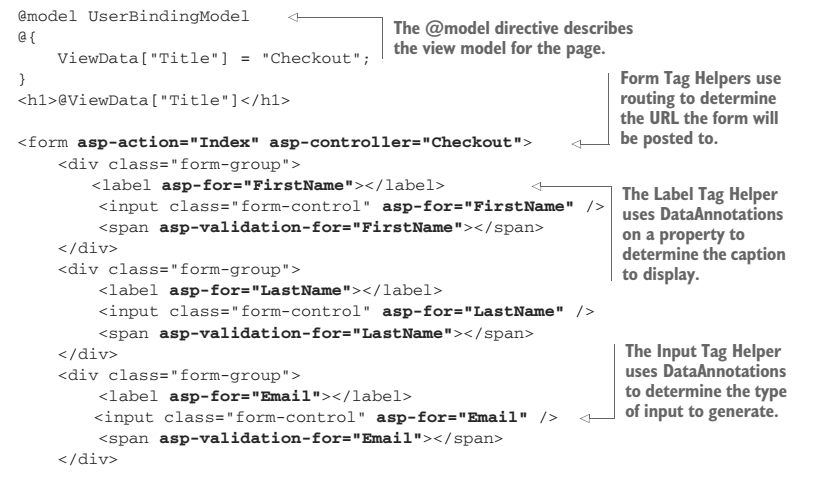 @model UserBindingModel
The @model directive describes
the view model for the page.
@{
ViewData["Title"] = "Checkout";
}
<h1>@ViewData["Title"]</h1>
Form Tag Helpers use
routing to determine
the URL the form will
be posted to.
<form asp-action="Index" asp-controller="Checkout">
<div class="form-group">
<label asp-for="FirstName"></label>
<input class="form-control" asp-for="FirstName" />
<span asp-validation-for="FirstName"></span>
</div>
The Label Tag Helper
uses DataAnnotations
on a property to
determine the caption
to display.
<div class="form-group">
<label asp-for="LastName"></label>
<input class="form-control" asp-for="LastName" />
<span asp-validation-for="LastName"></span>
</div>
<div class="form-group">
<label asp-for="Email"></label>
<input class="form-control" asp-for="Email" />
<span asp-validation-for="Email"></span>
</div>
The Input Tag Helper
uses DataAnnotations
to determine the type
of input to generate.